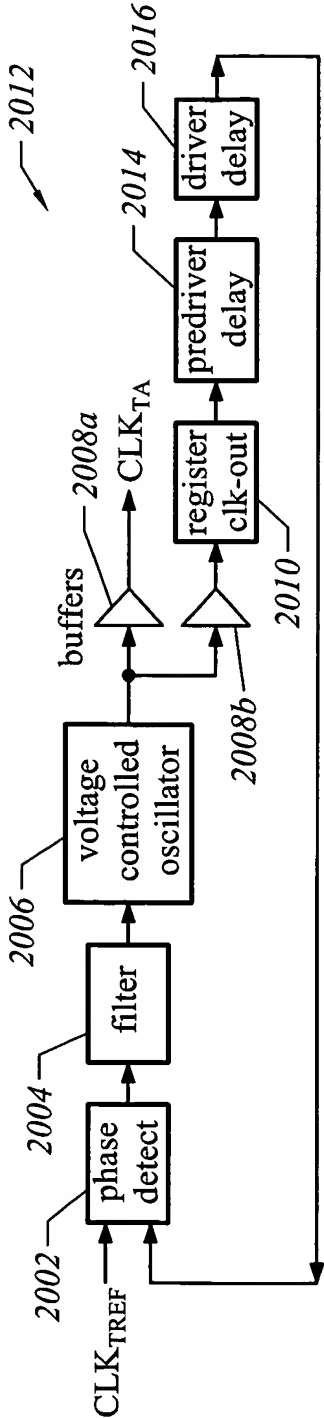 2012
CLK_TREF
2002
phase
detect
2004
filter
2006
voltage
controlled
oscillator
buffers
2008a
CLK_TA
2008b
register
clk-out
2010
2014
predriver
delay
2016
driver
delay